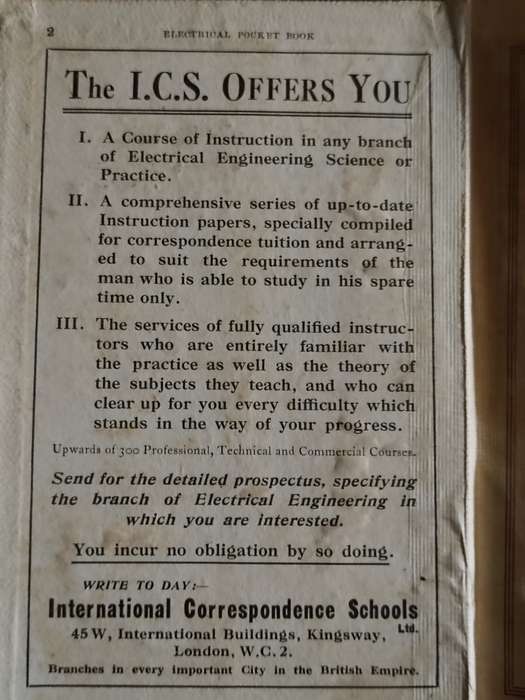 2
ELECTRICAL POCKET BOOK
The I.C.S. OFFERS YOU
I. A Course of Instruction in any branch
of Electrical Engineering Science or
Practice.
II. A comprehensive series of up-to-date
Instruction papers, specially compiled
for correspondence tuition and arrang-
ed to suit the requirements of the
man who is able to study in his spare
time only.
III. The services of fully qualified instruc-
tors who are entirely familiar with
the practice as well as the theory of
the subjects they teach, and who can
clear up for you every difficulty which
stands in the way of your progress.
Upwards of 300 Professional, Technical and Commercial Courses.
Send for the detailed prospectus, specifying
the branch of Electrical Engineering in
which you are interested.
You incur no obligation by so doing.
WRITE TO DAY:—
International Correspondence Schools
Ltd.
45 W, International Buildings, Kingsway,
London, W.C. 2.
Branches in every important City in the British Empire.